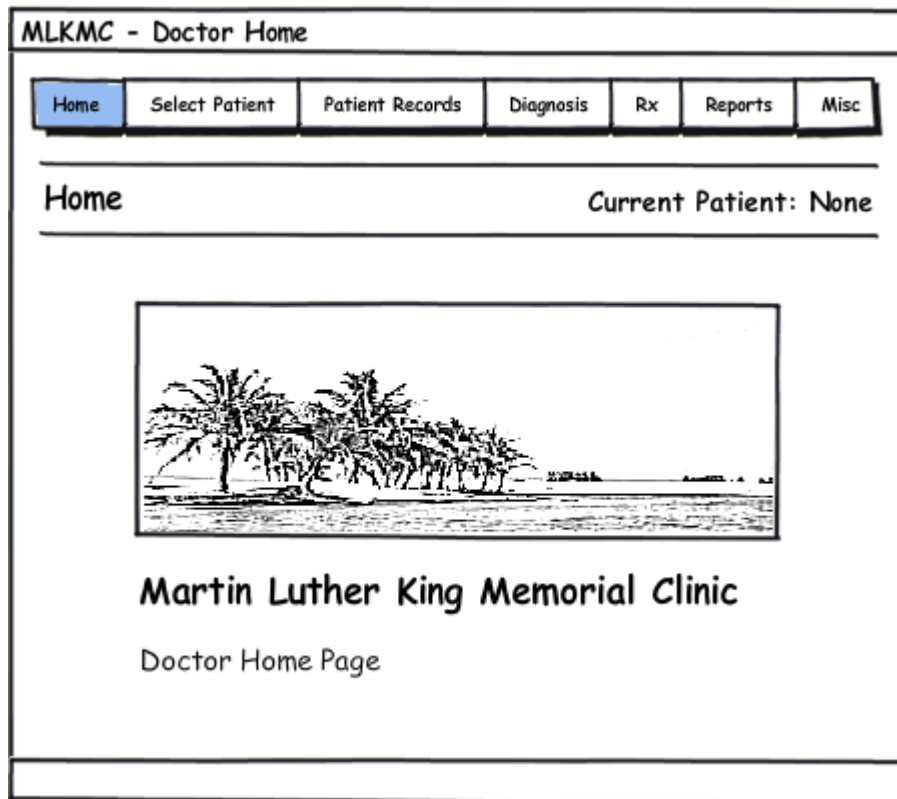 MLKMC - Doctor Home
Home Select Patient Patient Records Diagnosis Rx Reports Misc
Home Current Patient: None
Martin Luther King Memorial Clinic
Doctor Home Page